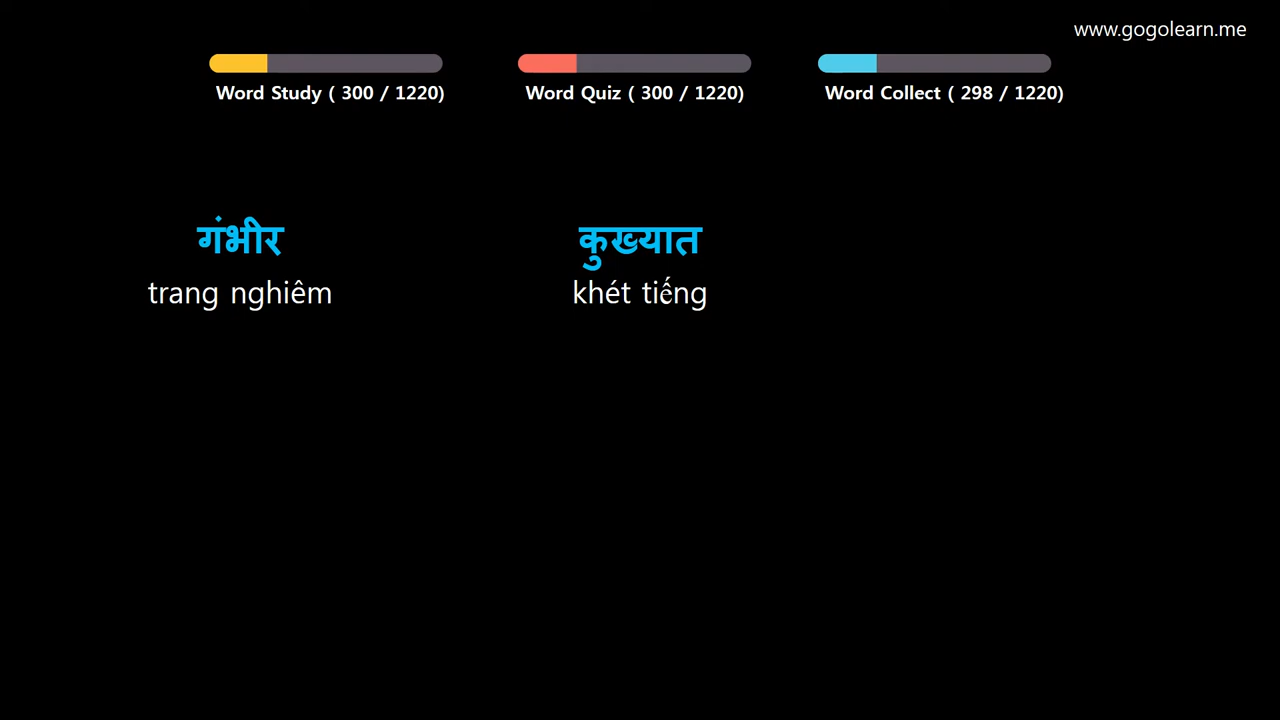 www.gogolearn.me
Word Study ( 300 / 1220)
Word Quiz ( 300 / 1220)
Word Collect ( 298 / 1220)
गंभीर
trang nghiêm
कुख्यात
khét tiếng